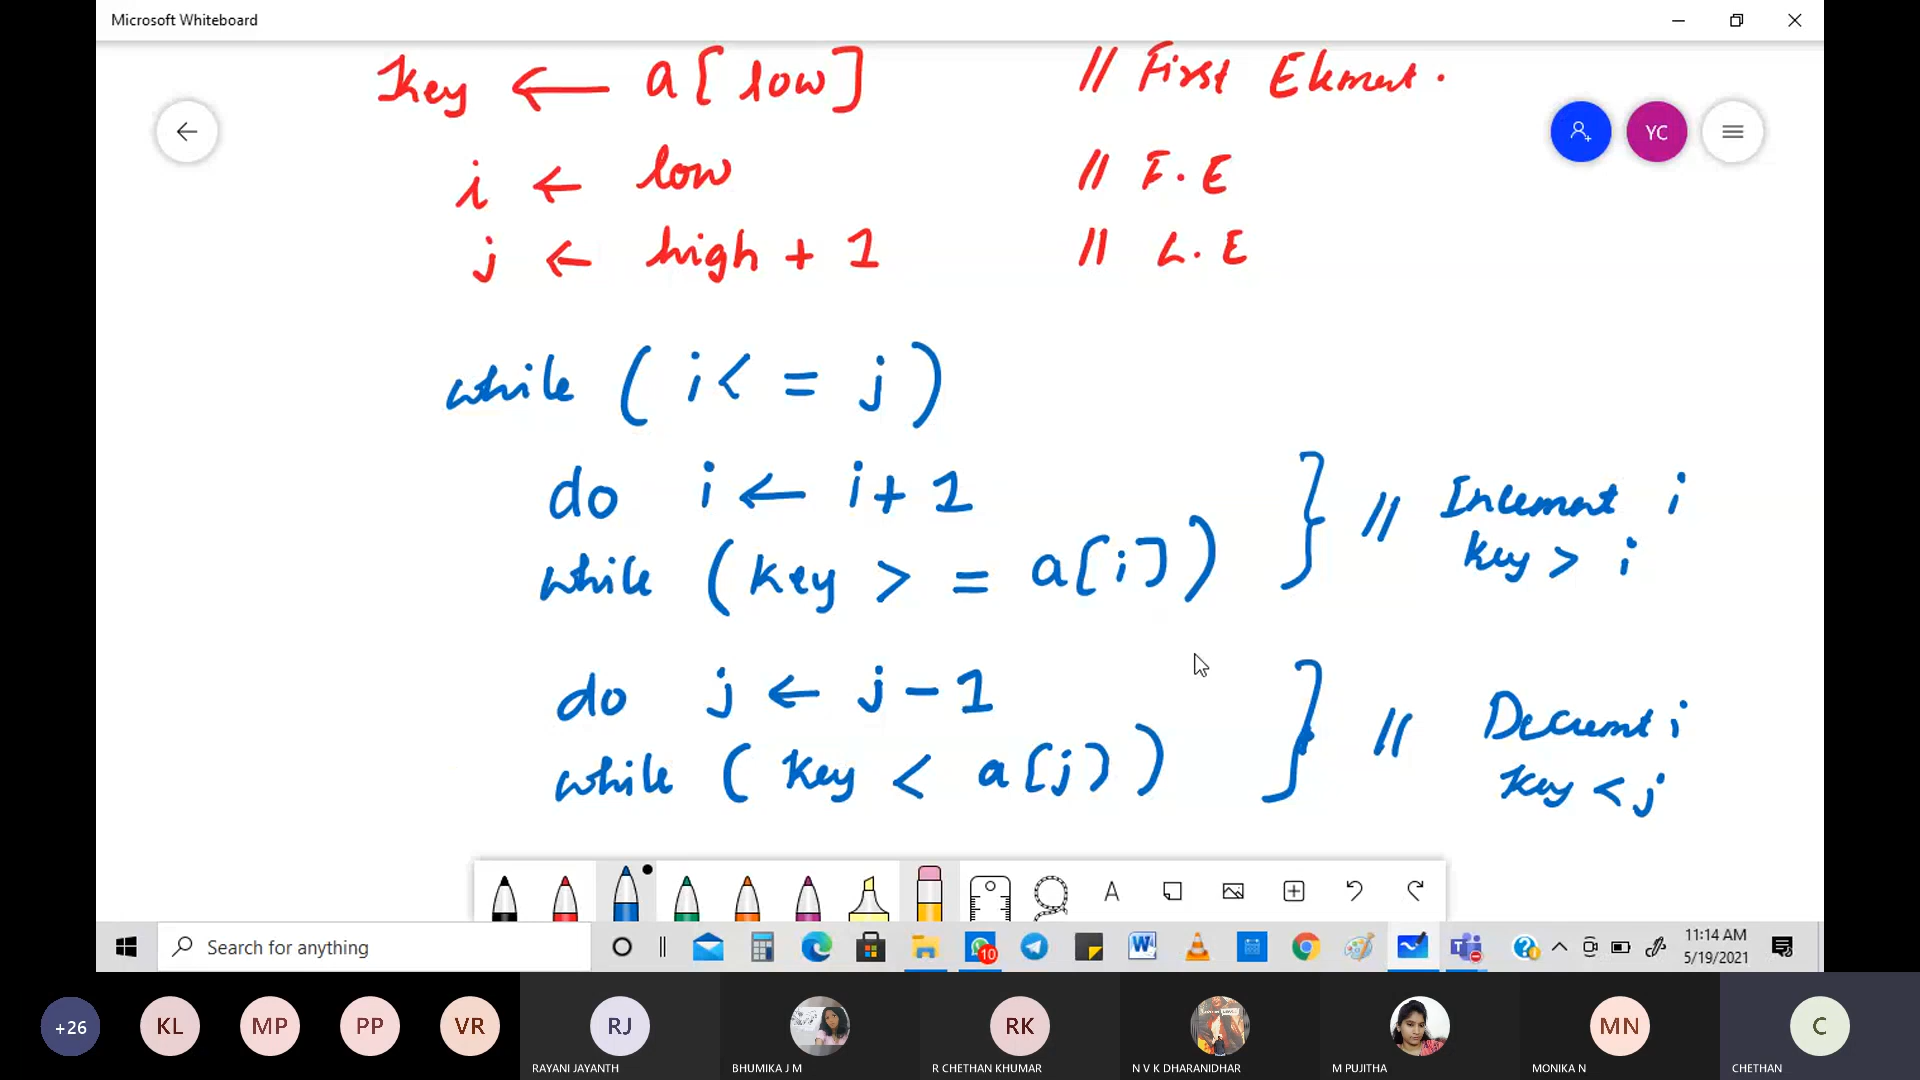 Microsoft Whiteboard
Key ← a[low] // First Element.
i ← low // F.E
j ← high + 1 // L.E
YC
while ( i < = j )
do i ← i + 1 } // Increment i
while (key > = a[i]) key > i
do j ← j - 1 } // Decremt i
while ( key < a[j]) key < j
A
Search for anything
10
11:14 AM
5/19/2021
+26
KL
MP
PP
VR
RJ
RK
MN
C
RAYANI JAYANTH
BHUMIKA J M
R CHETHAN KHUMAR
N V K DHARANIDHAR
M PUJITHA
MONIKA N
CHETHAN